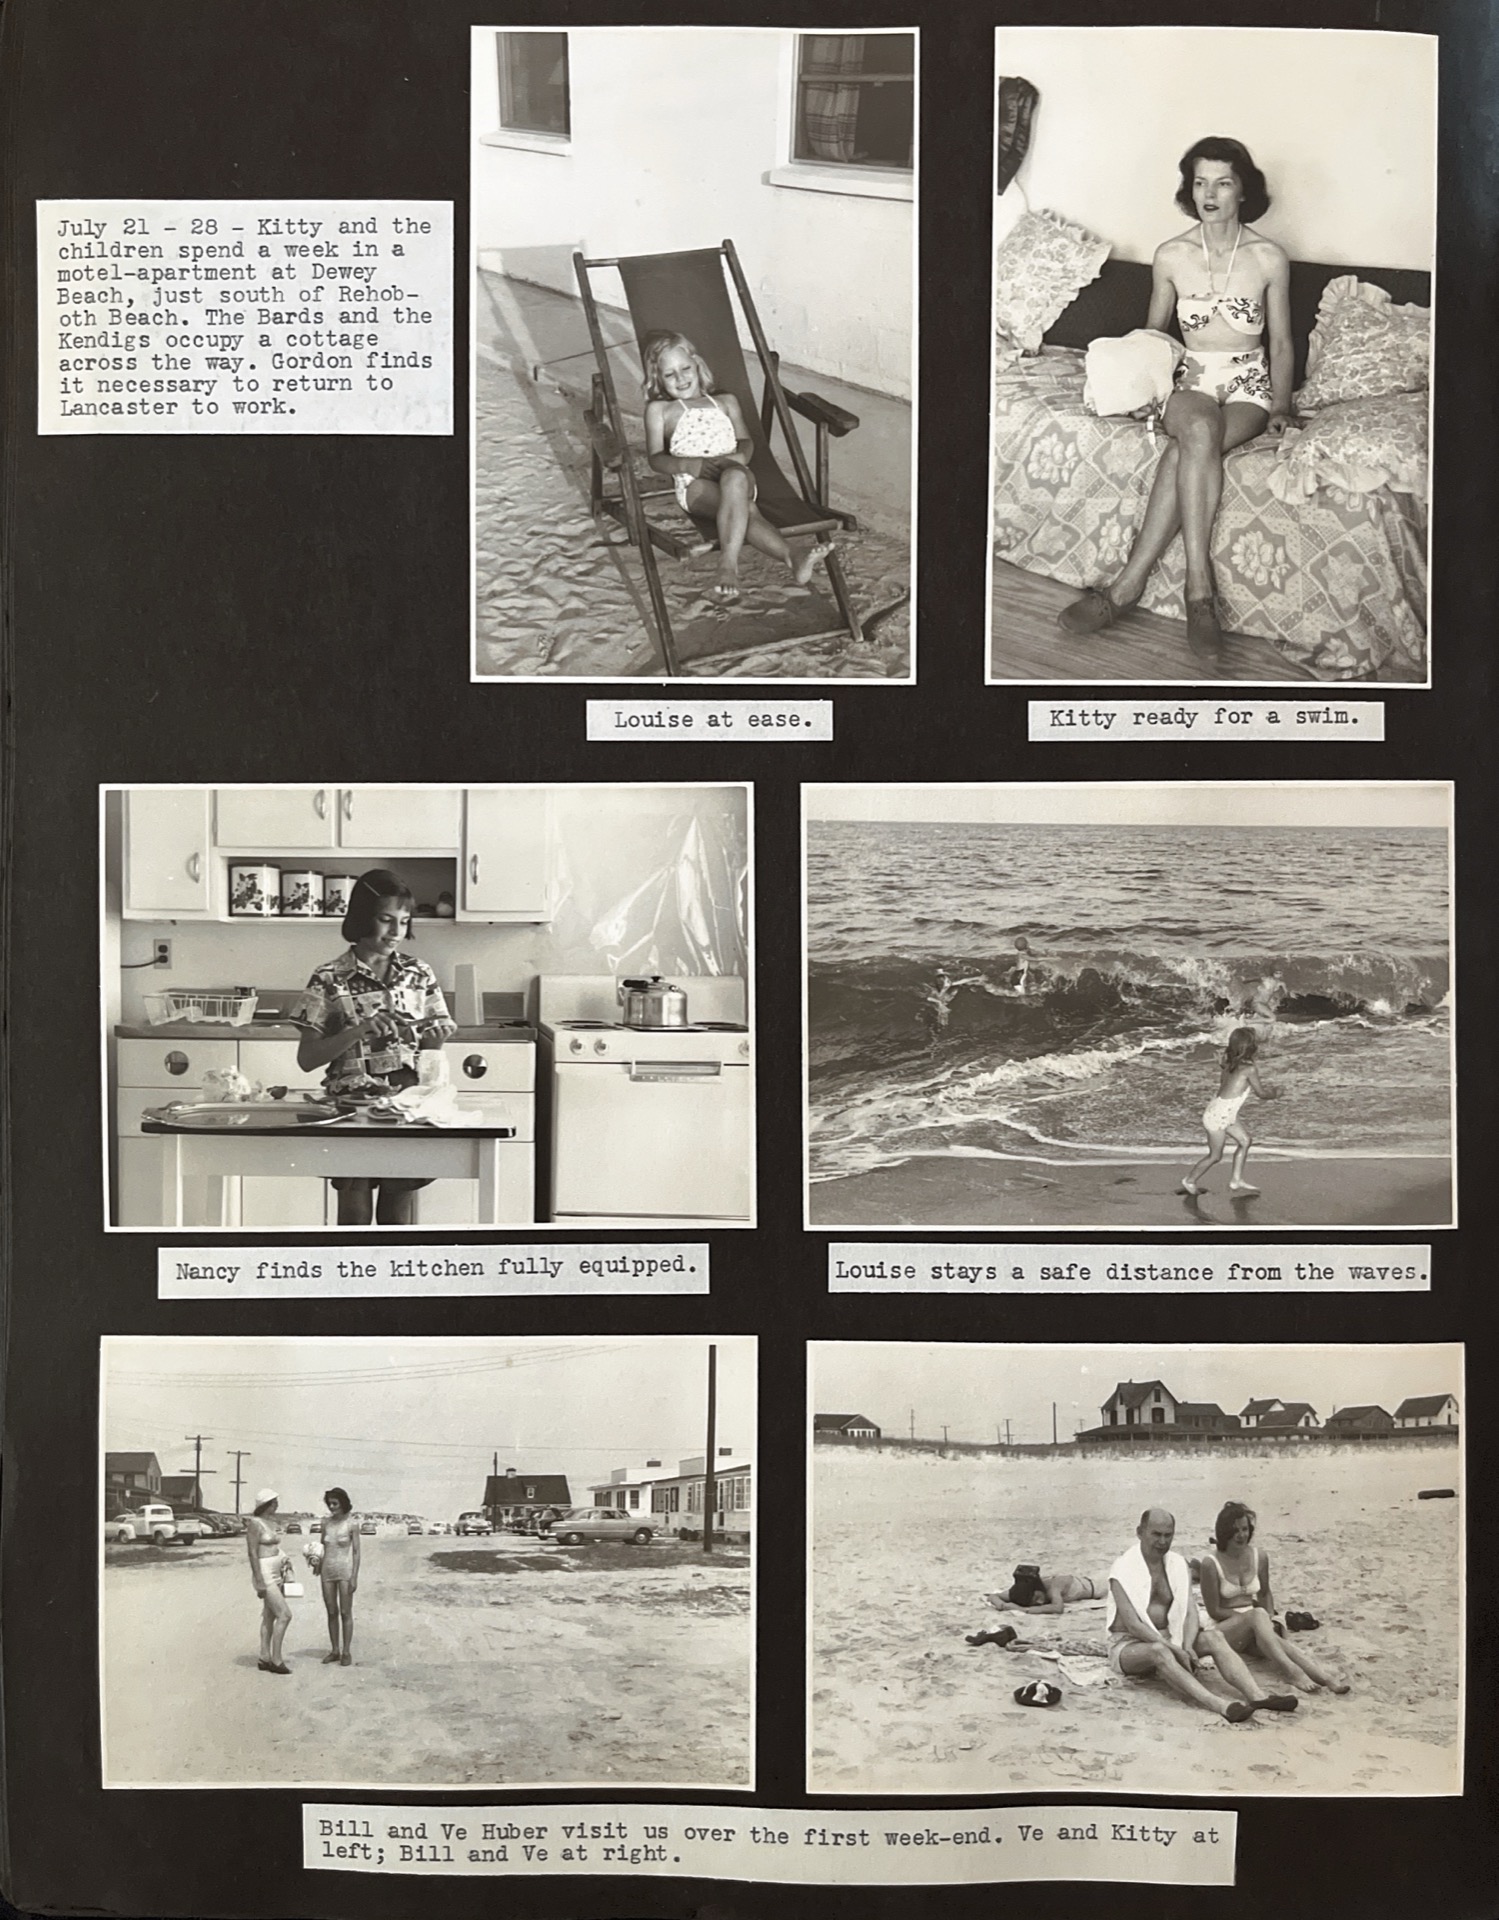 July 21 - 28 - Kitty and the
children spend a week in a
motel-apartment at Dewey
Beach, just south of Rehob-
oth Beach. The Bards and the
Kendigs occupy a cottage
across the way. Gordon finds
it necessary to return to
Lancaster to work.
Louise at ease.
Kitty ready for a swim.
Nancy finds the kitchen fully equipped.
Louise stays a safe distance from the waves.
Bill and Ve Huber visit us over the first week-end. Ve and Kitty at
left; Bill and Ve at right.